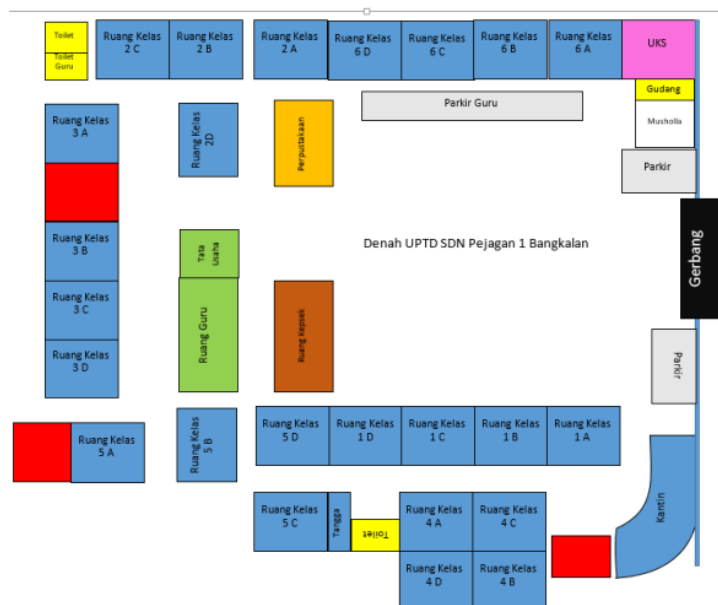 Toilet
Toilet
Guru
Ruang Kelas
2 C
Ruang Kelas
2 B
Ruang Kelas
2 A
Ruang Kelas
6 D
Ruang Kelas
6 C
Ruang Kelas
6 B
Ruang Kelas
6 A
UKS
Gudang
Musholla
Parkir Guru
Parkir
Ruang Kelas
3 A
Ruang Kelas
2D
Perpustakaan
Ruang Kelas
3 B
Tata
Usaha
Denah UPTD SDN Pejagan 1 Bangkalan
Gerbang
Ruang Kelas
3 C
Ruang Guru
Ruang Kepsek
Ruang Kelas
3 D
Parkir
Ruang Kelas
5 A
Ruang Kelas
5 B
Ruang Kelas
5 D
Ruang Kelas
1 D
Ruang Kelas
1 C
Ruang Kelas
1 B
Ruang Kelas
1 A
Kantin
Ruang Kelas
5 C
Tangga
Toilet
Ruang Kelas
4 A
Ruang Kelas
4 C
Ruang Kelas
4 D
Ruang Kelas
4 B